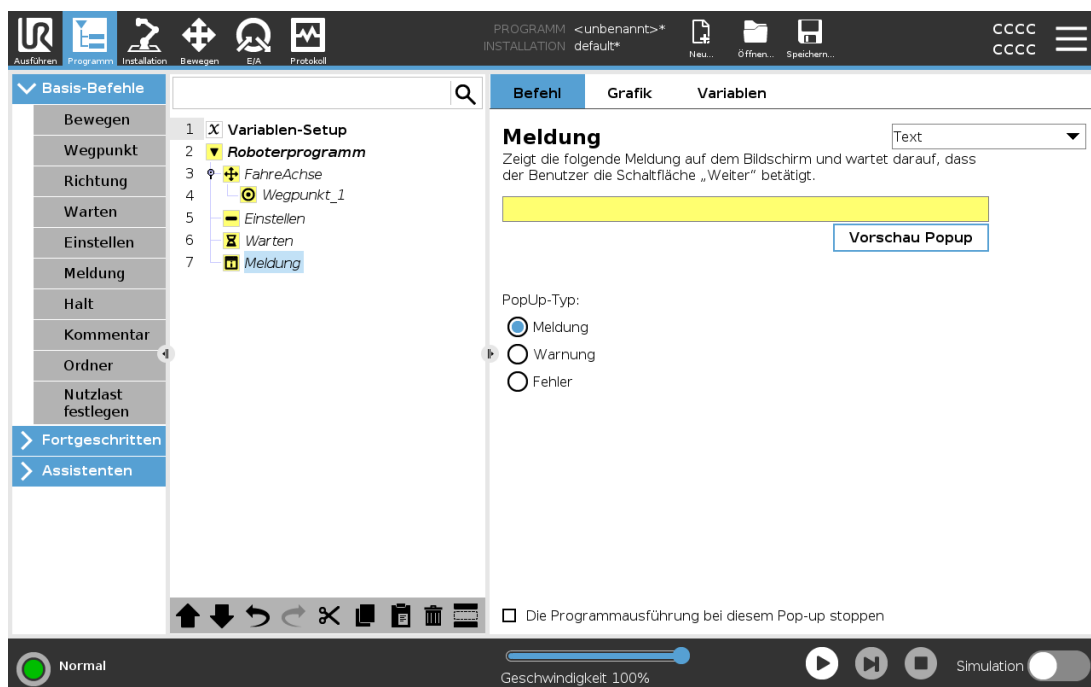 PROGRAMM <unbenannt>*
INSTALLATION default*
Ausführen Programm Installation Bewegen E/A Protokoll
Neu... Öffnen... Speichern...
CCCC
CCCC
Basis-Befehle
Bewegen
Wegpunkt
Richtung
Warten
Einstellen
Meldung
Halt
Kommentar
Ordner
Nutzlast
festlegen
Fortgeschritten
Assistenten
1 X Variablen-Setup
2 Roboterprogramm
3 FahreAchse
4 Wegpunkt_1
5 Einstellen
6 Warten
7 Meldung
Befehl Grafik Variablen
Meldung
Text
Zeigt die folgende Meldung auf dem Bildschirm und wartet darauf, dass
der Benutzer die Schaltfläche „Weiter“ betätigt.
Vorschau Popup
PopUp-Typ:
Meldung
Warnung
Fehler
Die Programmausführung bei diesem Pop-up stoppen
Normal
Geschwindigkeit 100%
Simulation